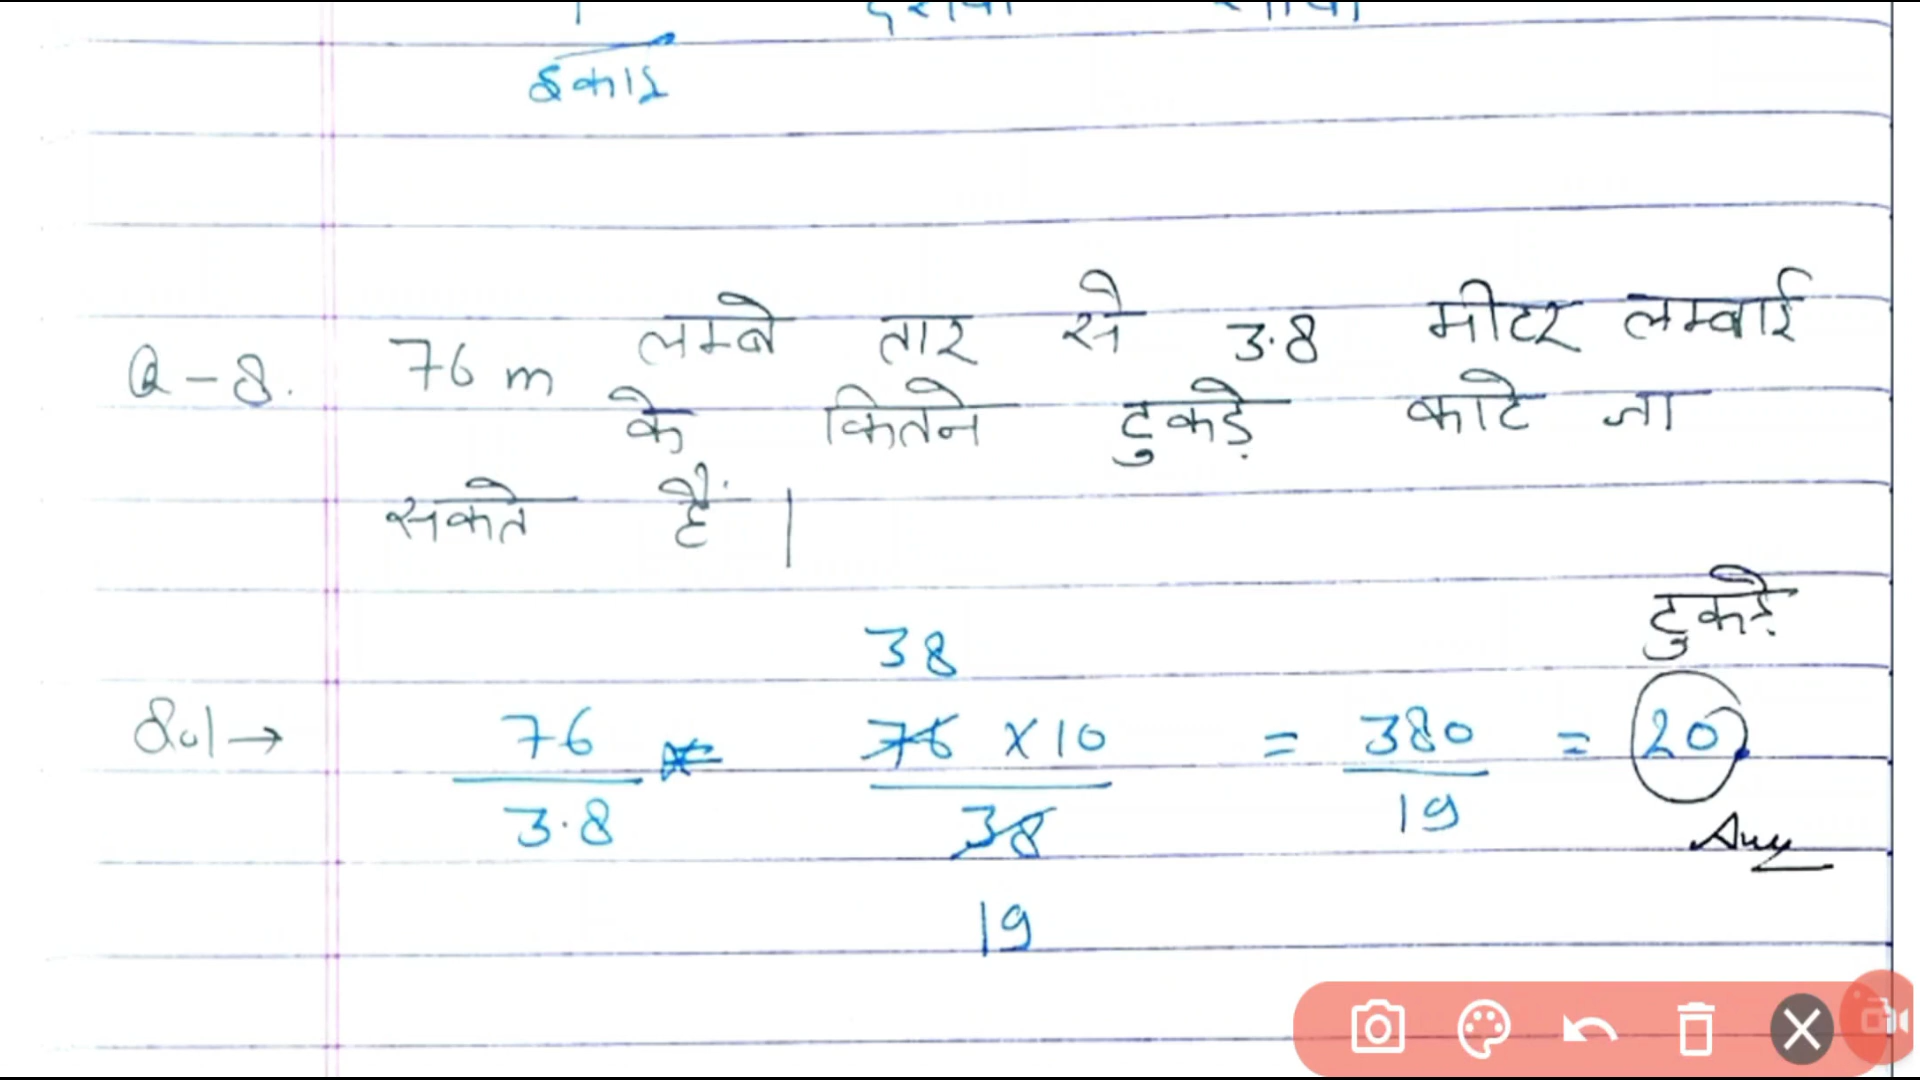 इकाई
Q-8. 76 m लम्बे तार से 3.8 मीटर लम्बाई
के कितने टुकड़े काटे जा
सकते हैं |
टुकड़े
38
Sol→ 76 76 X 10 = 380 = 20
3.8 38 19 Ans
19